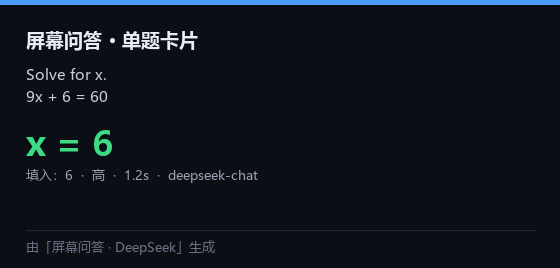 屏幕问答·单题卡片
Solve for x.
9x + 6 = 60
x = 6
填入：6 · 高 · 1.2s · deepseek-chat
由「屏幕问答 · DeepSeek」生成